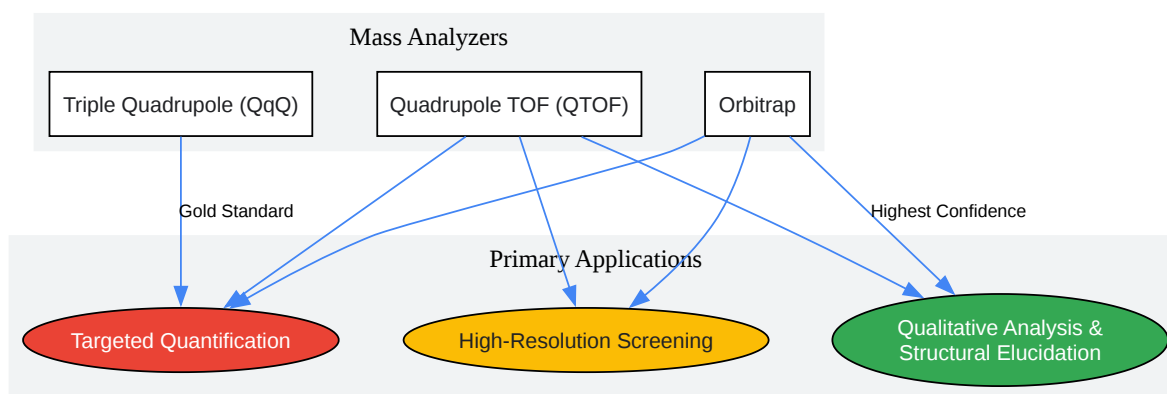 Mass Analyzers
Triple Quadrupole (QqQ)
Quadrupole TOF (QTOF)
Orbitrap
Gold Standard
Highest Confidence
Primary Applications
Targeted Quantification
High-Resolution Screening
Qualitative Analysis &
Structural Elucidation